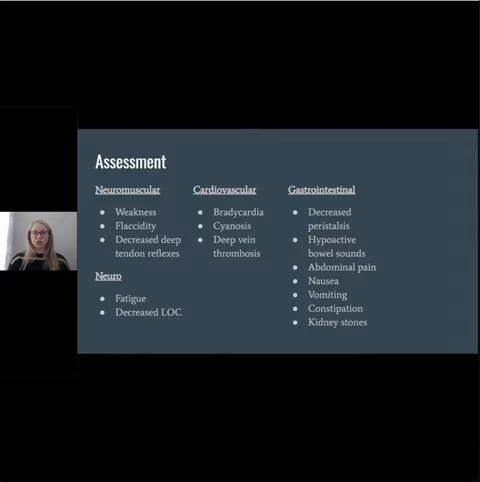 Assessment
Neuromuscular
● Weakness
● Flaccidity
● Decreased deep
tendon reflexes
Neuro
● Fatigue
● Decreased LOC
Cardiovascular
● Bradycardia
● Cyanosis
● Deep vein
thrombosis
Gastrointestinal
● Decreased
peristalsis
● Hypoactive
bowel sounds
● Abdominal pain
● Nausea
● Vomiting
● Constipation
● Kidney stones